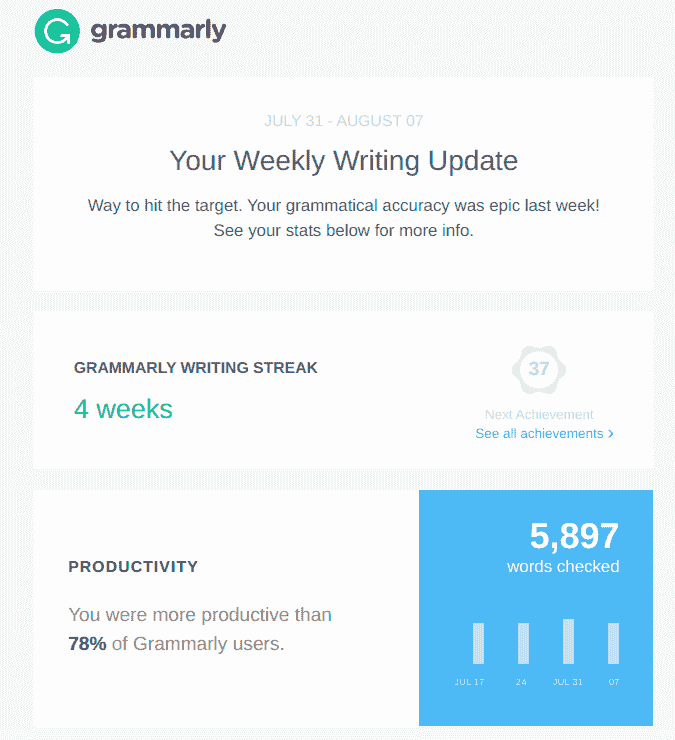 grammarly
JULY 31 - AUGUST 07
Your Weekly Writing Update
Way to hit the target. Your grammatical accuracy was epic last week!
See your stats below for more info.
GRAMMARLY WRITING STREAK
4 weeks
37
Next Achievement
See all achievements ›
PRODUCTIVITY
You were more productive than
78% of Grammarly users.
5,897
words checked
JUL 17 24 JUL 31 07